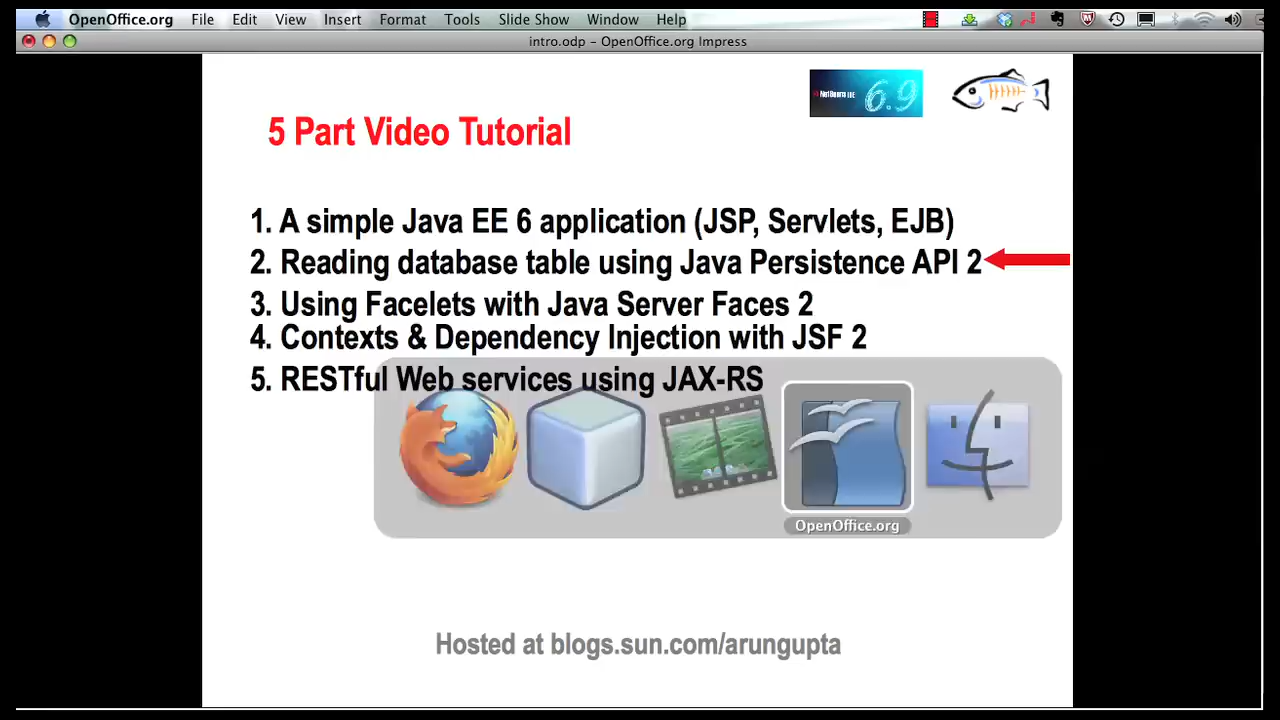 OpenOffice.org File Edit View Insert Format Tools Slide Show Window Help
intro.odp – OpenOffice.org Impress
NetBeans IDE 6.9
5 Part Video Tutorial
1. A simple Java EE 6 application (JSP, Servlets, EJB)
2. Reading database table using Java Persistence API 2
3. Using Facelets with Java Server Faces 2
4. Contexts & Dependency Injection with JSF 2
5. RESTful Web services using JAX-RS
OpenOffice.org
Hosted at blogs.sun.com/arungupta